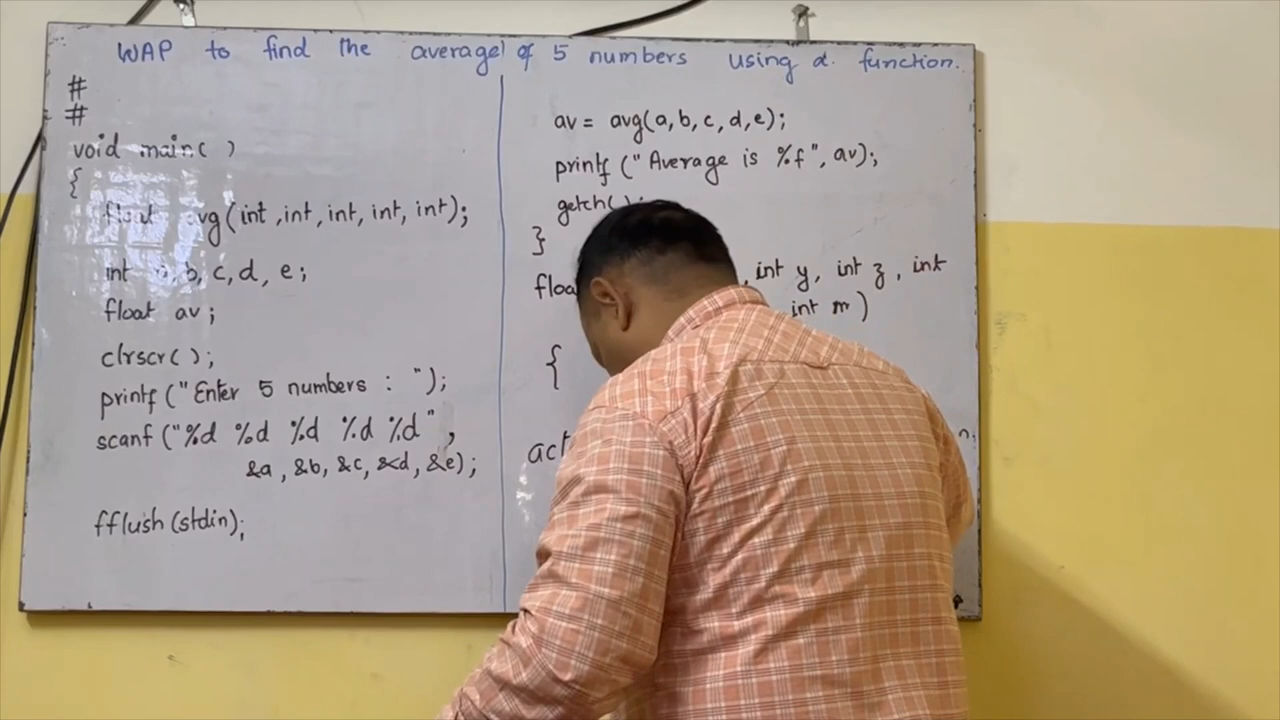 WAP to find the average of 5 numbers using a function.
#
#
void main( )
{
float avg(int ,int, int, int, int);
int a, b, c, d, e ;
float av ;
clrscr( );
printf ("Enter 5 numbers : ");
scanf ("%d %d %d %d %d" ,
&a , &b, &c, &d, &e);
fflush (stdin);
av = avg(a, b, c, d, e);
printf (" Average is %f", av);
getch( );
}
, int y, int z , int
int m )
{